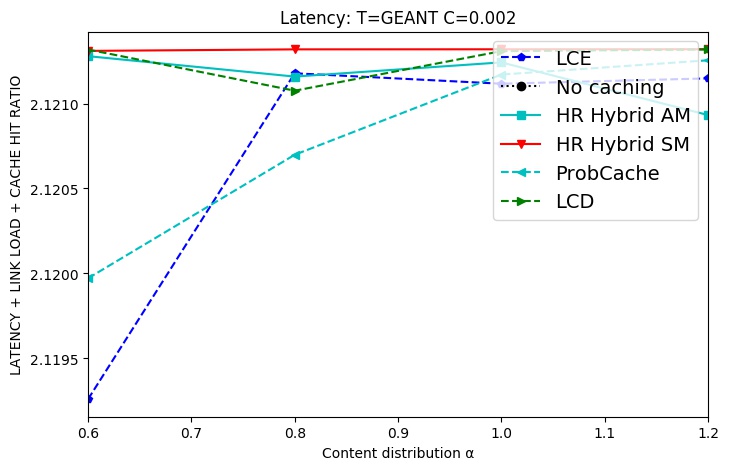 Latency: T=GEANT C=0.002
LATENCY + LINK LOAD + CACHE HIT RATIO
2.1210
2.1205
2.1200
2.1195
LCE
No caching
HR Hybrid AM
HR Hybrid SM
ProbCache
LCD
0.6
0.7
0.8
0.9
1.0
1.1
1.2
Content distribution α